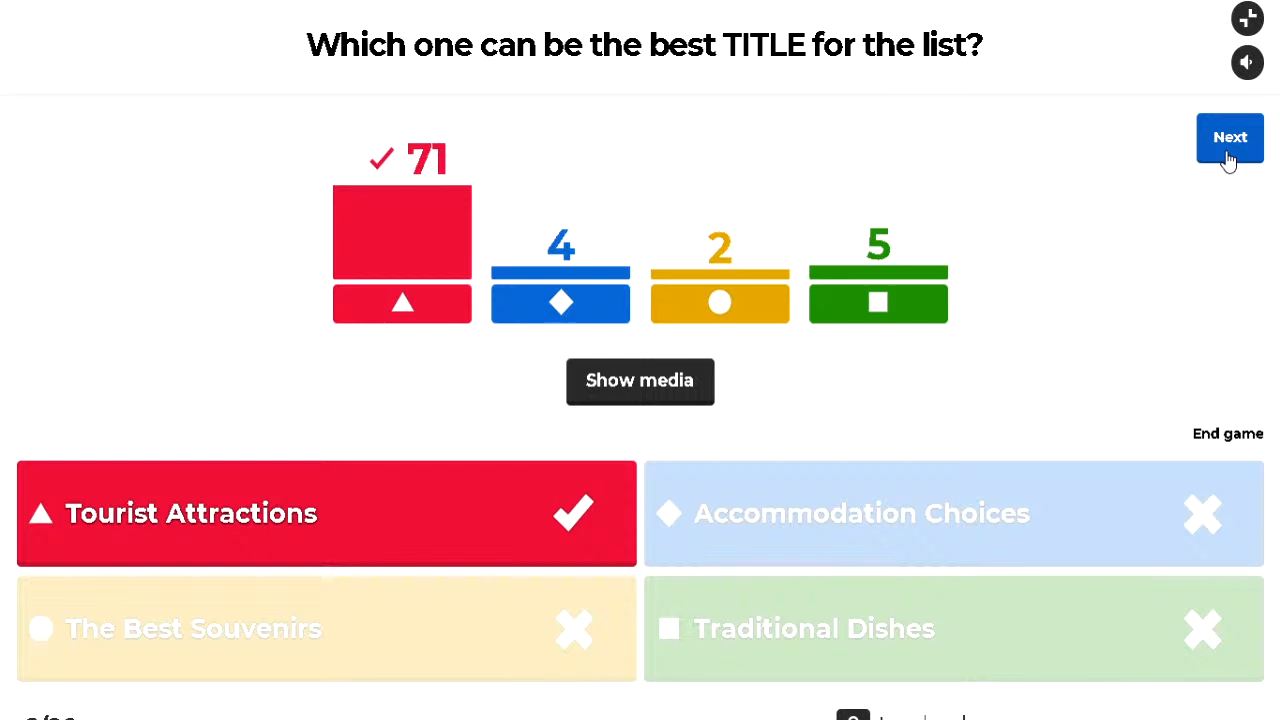 Which one can be the best TITLE for the list?
Next
71
4
2
5
Show media
End game
Tourist Attractions
Accommodation Choices
The Best Souvenirs
Traditional Dishes